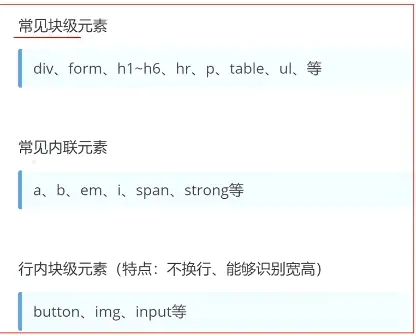 常见块级元素
div、form、h1~h6、hr、p、table、ul、等
常见内联元素
a、b、em、i、span、strong等
行内块级元素（特点：不换行、能够识别宽高）
button、img、input等